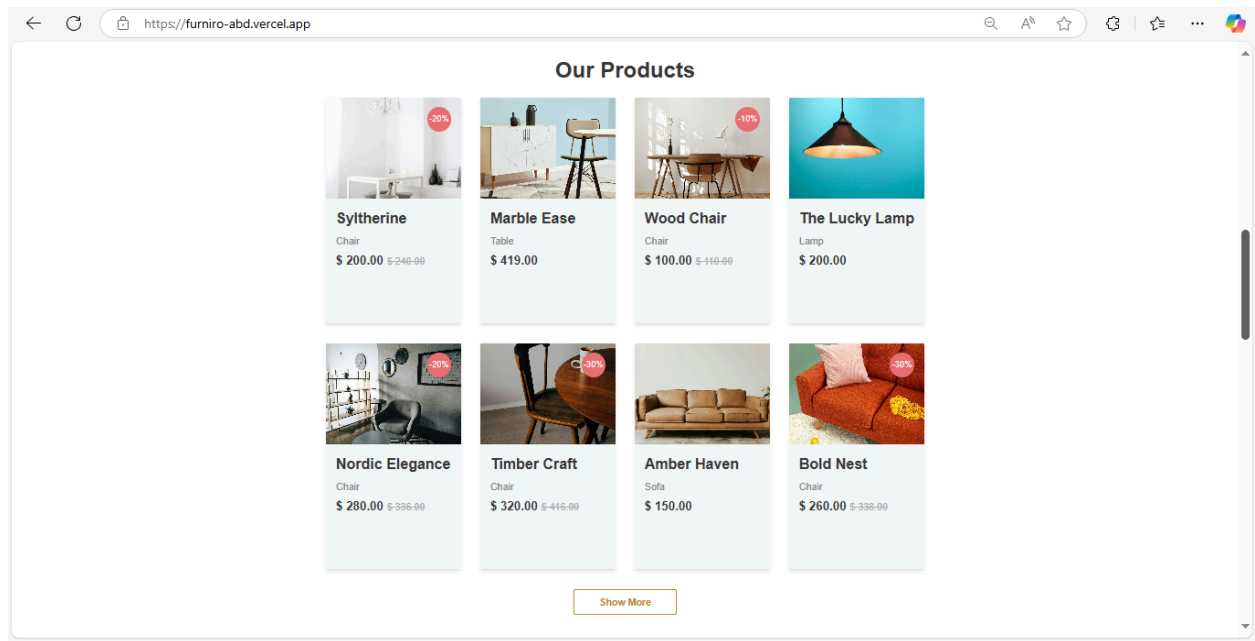 https://furniro-abd.vercel.app
Our Products
-20%
-10%
Syltherine
Marble Ease
Wood Chair
The Lucky Lamp
Chair
Table
Chair
Lamp
$ 200.00 $ 240.00
$ 419.00
$ 100.00 $ 110.00
$ 200.00
-20%
-30%
-30%
Nordic Elegance
Timber Craft
Amber Haven
Bold Nest
Chair
Chair
Sofa
Chair
$ 280.00 $ 336.00
$ 320.00 $ 416.00
$ 150.00
$ 260.00 $ 338.00
Show More